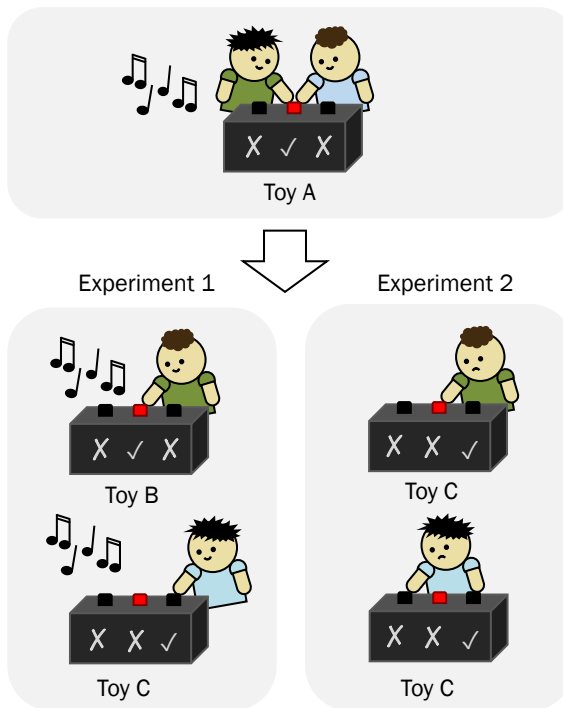 X ✓ X
Toy A
Experiment 1
Experiment 2
X ✓ X
Toy B
X X ✓
Toy C
X X ✓
Toy C
X X ✓
Toy C